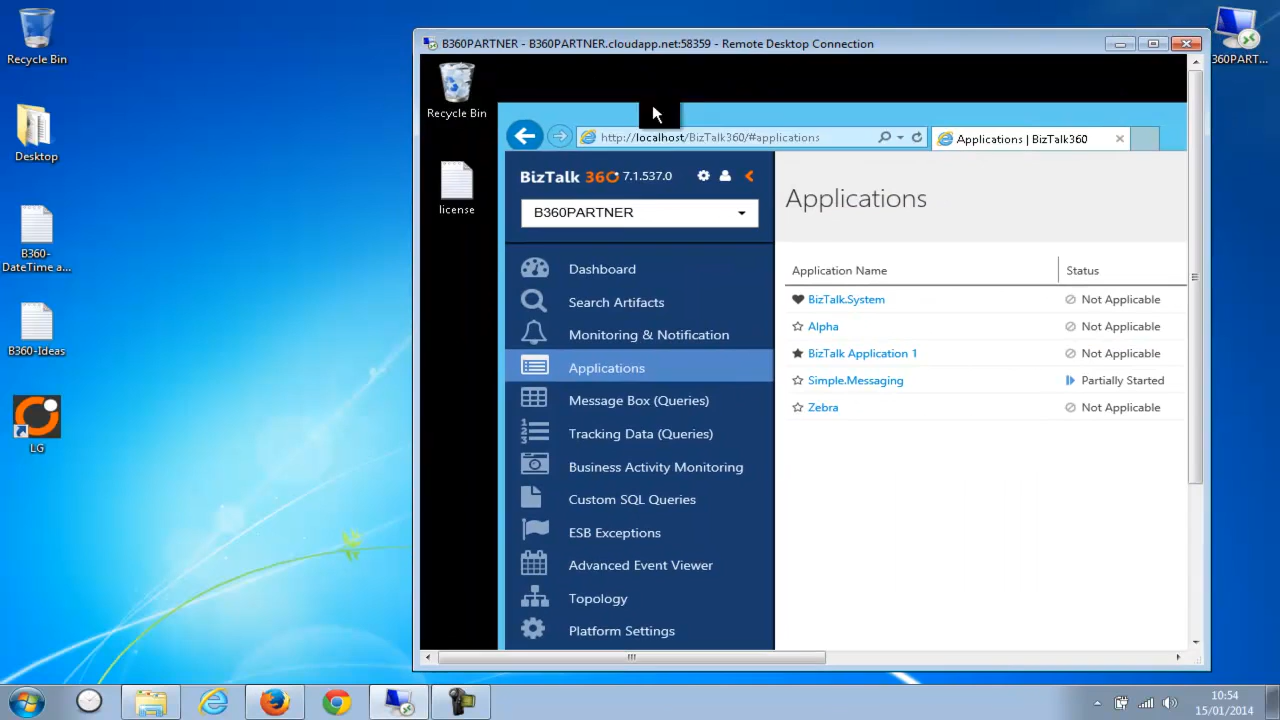 Recycle Bin
Desktop
B360-
DateTime a...
B360-Ideas
LG
B360PARTNER - B360PARTNER.cloudapp.net:58359 - Remote Desktop Connection
360PART...
Recycle Bin
license
http://localhost/BizTalk360/#applications
Applications | BizTalk360
BizTalk 360 7.1.537.0
B360PARTNER
Dashboard
Search Artifacts
Monitoring & Notification
Applications
Message Box (Queries)
Tracking Data (Queries)
Business Activity Monitoring
Custom SQL Queries
ESB Exceptions
Advanced Event Viewer
Topology
Platform Settings
Applications
Application Name Status
BizTalk.System Not Applicable
Alpha Not Applicable
BizTalk Application 1 Not Applicable
Simple.Messaging Partially Started
Zebra Not Applicable
10:54
15/01/2014